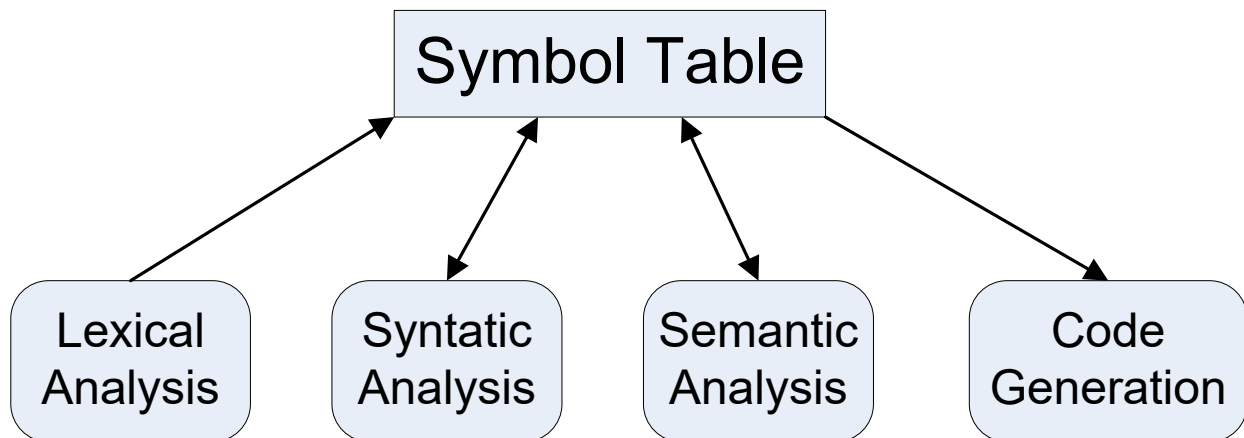 Symbol Table
Lexical
Analysis
Syntatic
Analysis
Semantic
Analysis
Code
Generation